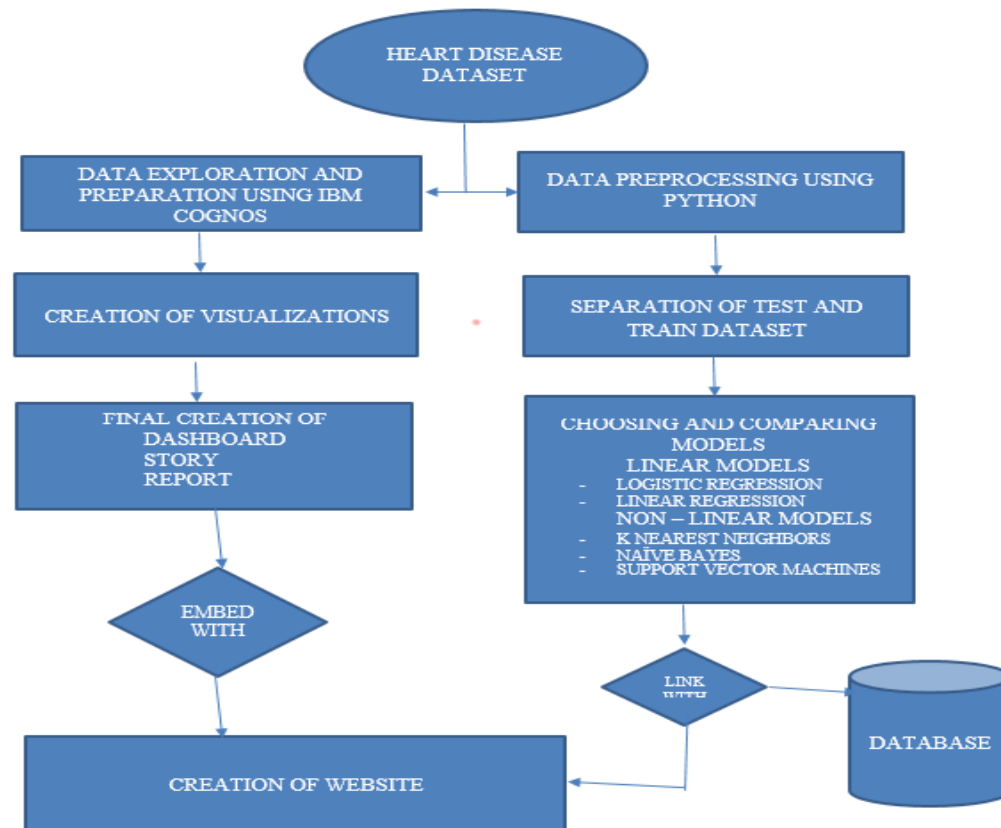 HEART DISEASE
DATASET
DATA EXPLORATION AND
PREPARATION USING IBM
COGNOS
DATA PREPROCESSING USING
PYTHON
CREATION OF VISUALIZATIONS
SEPARATION OF TEST AND
TRAIN DATASET
FINAL CREATION OF
DASHBOARD
STORY
REPORT
CHOOSING AND COMPARING
MODELS
LINEAR MODELS
- LOGISTIC REGRESSION
- LINEAR REGRESSION
NON – LINEAR MODELS
- K NEAREST NEIGHBORS
- NAÏVE BAYES
- SUPPORT VECTOR MACHINES
EMBED
WITH
LINK
WITH
DATABASE
CREATION OF WEBSITE